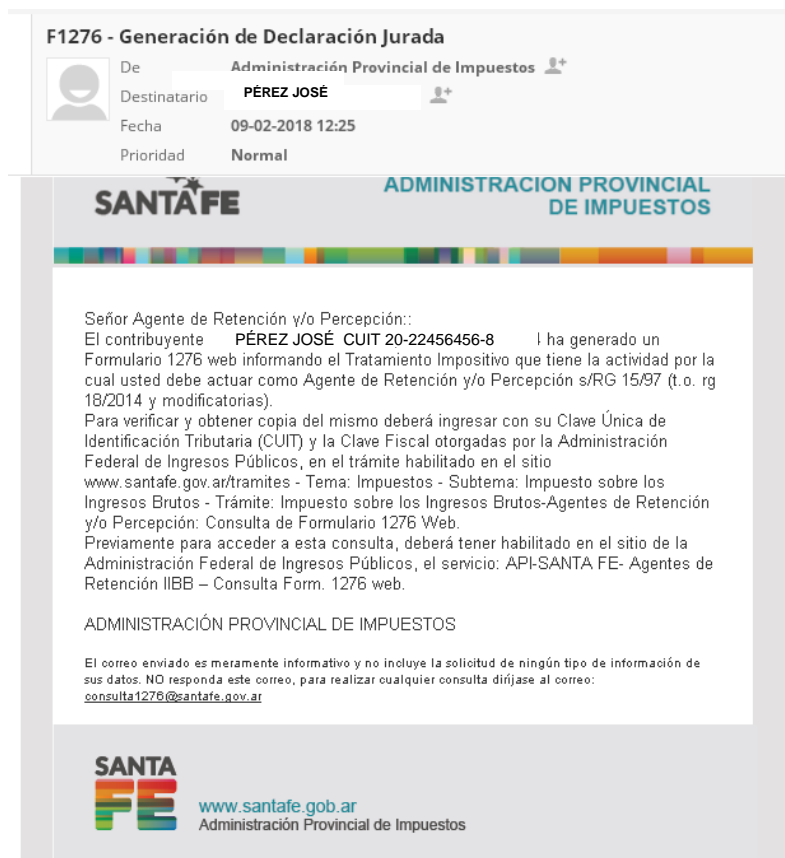 F1276 - Generación de Declaración Jurada
De Administración Provincial de Impuestos
Destinatario PÉREZ JOSÉ
Fecha 09-02-2018 12:25
Prioridad Normal
SANTA FE
ADMINISTRACION PROVINCIAL
DE IMPUESTOS
Señor Agente de Retención y/o Percepción::
El contribuyente PÉREZ JOSÉ CUIT 20-22456456-8 ha generado un
Formulario 1276 web informando el Tratamiento Impositivo que tiene la actividad por la
cual usted debe actuar como Agente de Retención y/o Percepción s/RG 15/97 (t.o. rg
18/2014 y modificatorias).
Para verificar y obtener copia del mismo deberá ingresar con su Clave Única de
Identificación Tributaria (CUIT) y la Clave Fiscal otorgadas por la Administración
Federal de Ingresos Públicos, en el trámite habilitado en el sitio
www.santafe.gov.ar/tramites - Tema: Impuestos - Subtema: Impuesto sobre los
Ingresos Brutos - Trámite: Impuesto sobre los Ingresos Brutos-Agentes de Retención
y/o Percepción: Consulta de Formulario 1276 Web.
Previamente para acceder a esta consulta, deberá tener habilitado en el sitio de la
Administración Federal de Ingresos Públicos, el servicio: API-SANTA FE- Agentes de
Retención IIBB – Consulta Form. 1276 web.
ADMINISTRACIÓN PROVINCIAL DE IMPUESTOS
El correo enviado es meramente informativo y no incluye la solicitud de ningún tipo de información de
sus datos. NO responda este correo, para realizar cualquier consulta diríjase al correo:
consulta1276@santafe.gov.ar
SANTA
FE
www.santafe.gob.ar
Administración Provincial de Impuestos